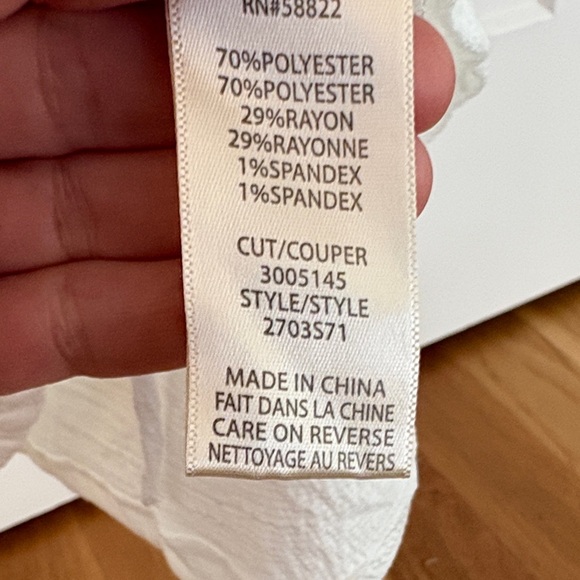 RN#58822
70%POLYESTER
70%POLYESTER
29%RAYON
29%RAYONNE
1%SPANDEX
1%SPANDEX
CUT/COUPER
3005145
STYLE/STYLE
2703S71
MADE IN CHINA
FAIT DANS LA CHINE
CARE ON REVERSE
NETTOYAGE AU REVERS